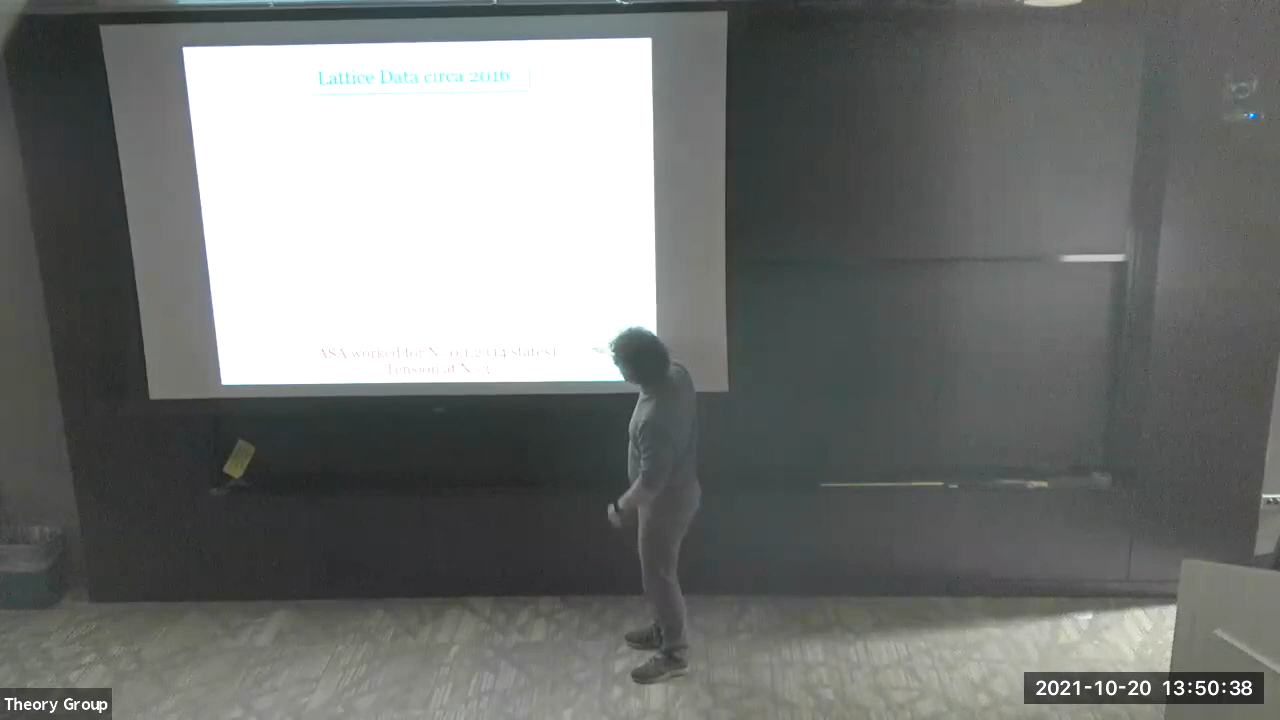 Lattice Data circa 2016
ASA worked for N=0,1,2 (14 states)
Tension at N=3
Theory Group
2021-10-20 13:50:38